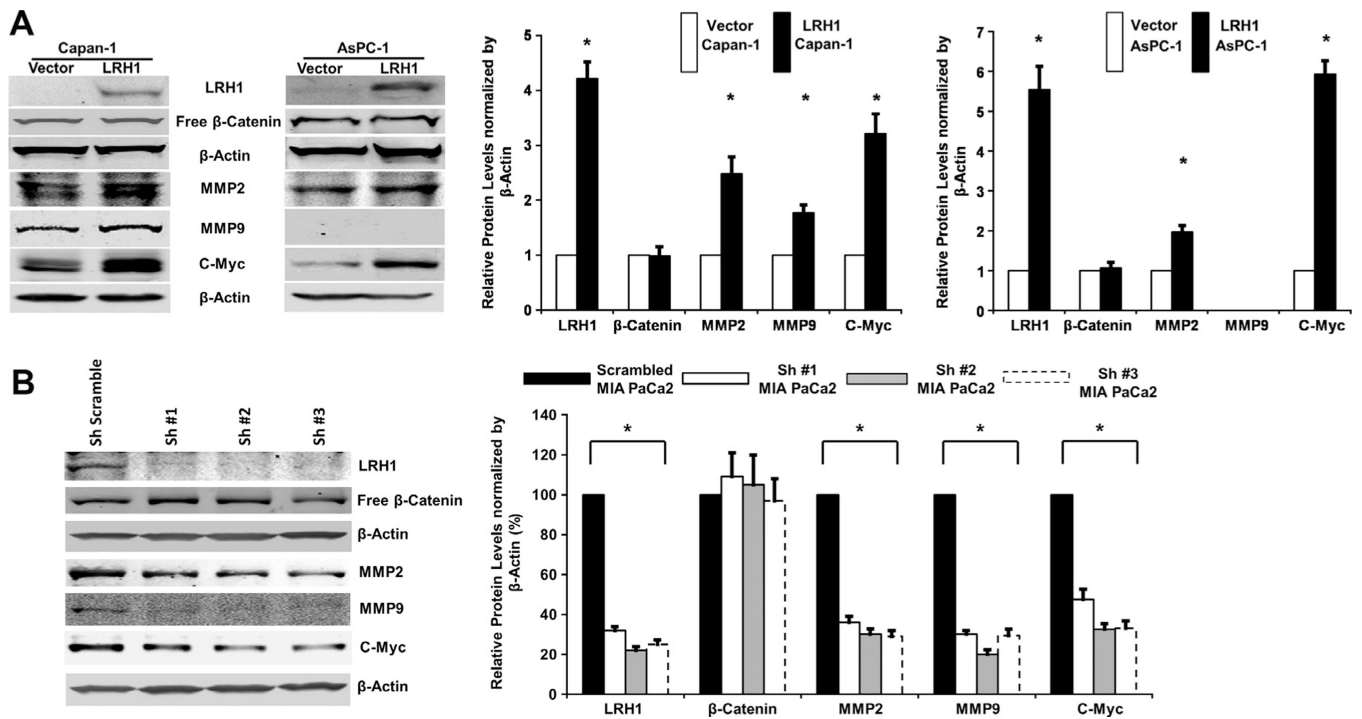 A
Capan-1
Vector LRH1
AsPC-1
Vector LRH1
LRH1
Free β-Catenin
β-Actin
MMP2
MMP9
C-Myc
β-Actin
Relative Protein Levels normalized by
β-Actin
Vector
Capan-1
LRH1
Capan-1
5
4
3
2
1
0
*
*
*
*
LRH1 β-Catenin MMP2 MMP9 C-Myc
Relative Protein Levels normalized by
β-Actin
Vector
AsPC-1
LRH1
AsPC-1
7
6
5
4
3
2
1
0
*
*
*
LRH1 β-Catenin MMP2 MMP9 C-Myc
B
Sh Scramble
Sh #1
Sh #2
Sh #3
LRH1
Free β-Catenin
β-Actin
MMP2
MMP9
C-Myc
β-Actin
Scrambled
MIA PaCa2
Sh #1
MIA PaCa2
Sh #2
MIA PaCa2
Sh #3
MIA PaCa2
Relative Protein Levels normalized by
β-Actin (%)
140
120
100
80
60
40
20
0
*
*
*
*
LRH1 β-Catenin MMP2 MMP9 C-Myc